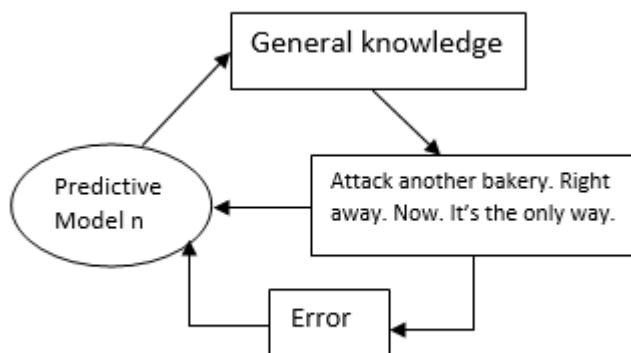 General knowledge
Predictive
Model n
Attack another bakery. Right
away. Now. It’s the only way.
Error